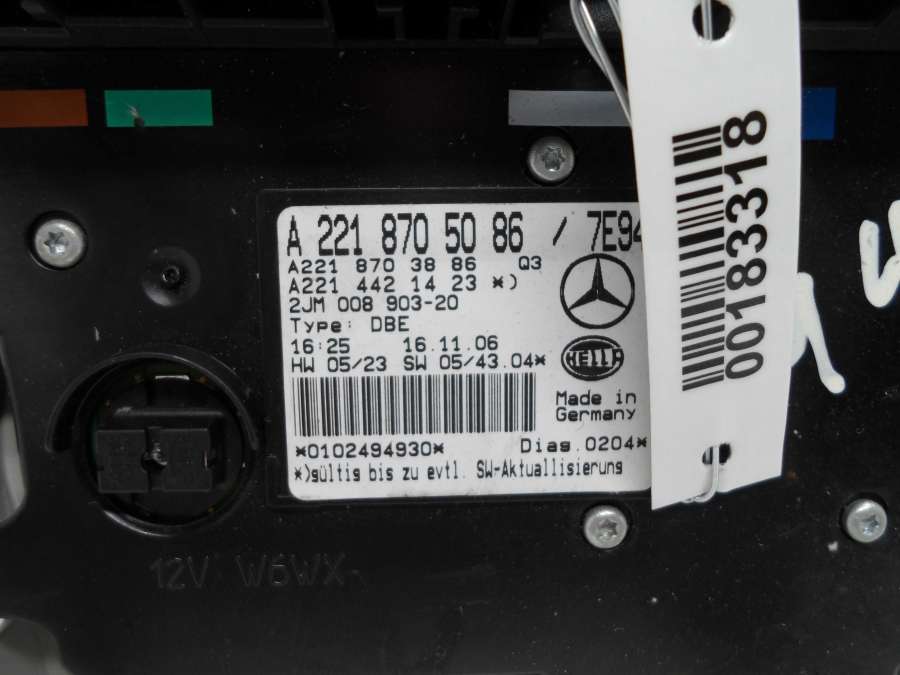 A 221 870 50 86 / 7E94
A221 870 38 86 Q3
A221 442 14 23 *)
2JM 008 903-20
Type: DBE
16:25 16.11.06
HW 05/23 SW 05/43.04*
HELLA
Made in
Germany
*0102494930* Diag.0204*
*)gültig bis zu evtl. SW-Aktuallisierung
00183318
12V W6WX